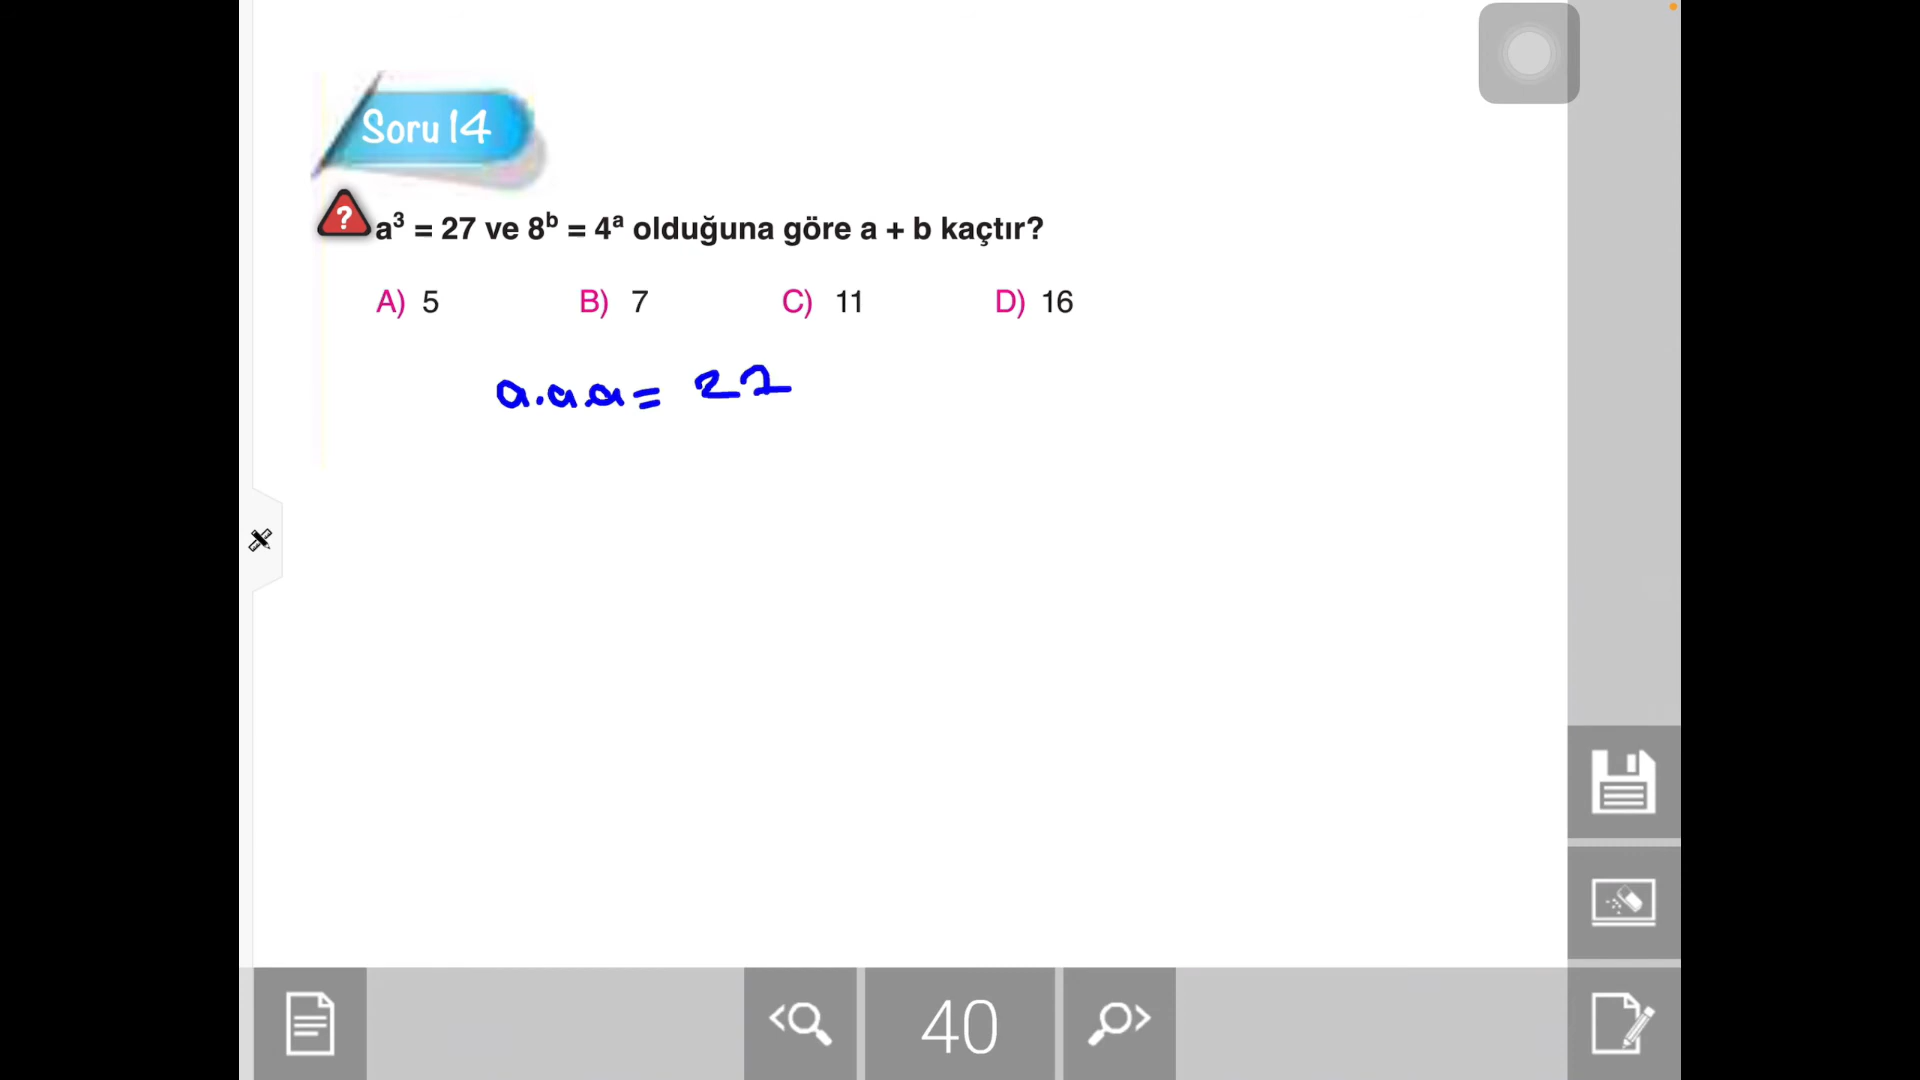 Soru 14
? a³ = 27 ve 8ᵇ = 4ᵃ olduğuna göre a + b kaçtır?
A) 5 B) 7 C) 11 D) 16
a.a.a = 27
40